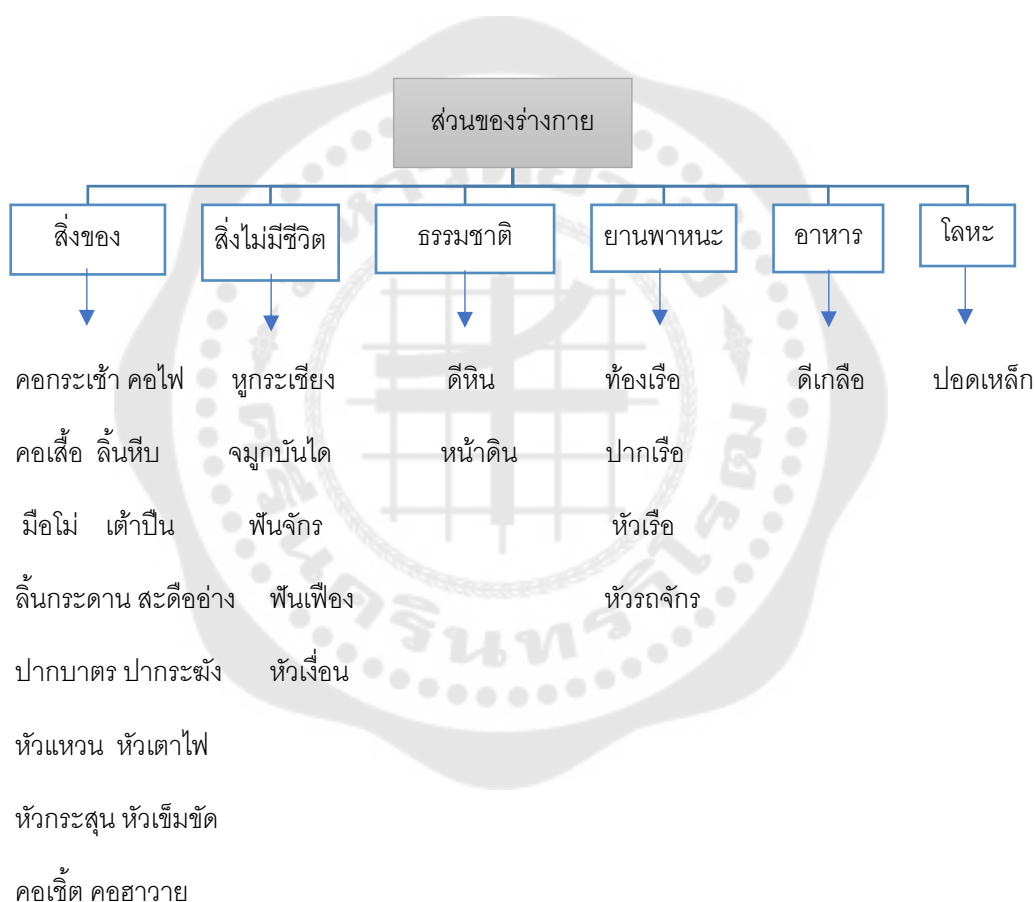 ส่วนของร่างกาย
สิ่งของ สิ่งไม่มีชีวิต ธรรมชาติ ยานพาหนะ อาหาร โลหะ
คอกระเช้า คอไฟ หูกระเชียง ดีหิน ท้องเรือ ดีเกลือ ปอดเหล็ก
คอเสื้อ ลิ้นหีบ จมูกบันได หน้าดิน ปากเรือ
มือโม่ เต้าปืน ฟันจักร หัวเรือ
ลิ้นกระดาน สะดืออ่าง ฟันเฟือง หัวรถจักร
ปากบาตร ปากระฆัง หัวเงื่อน
หัวแหวน หัวเตาไฟ
หัวกระสุน หัวเข็มขัด
คอเชิ้ต คอฮาวาย